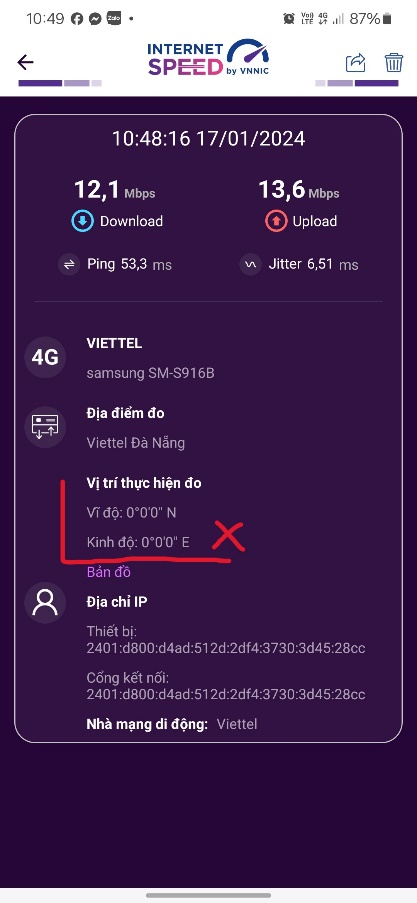 10:49 Zalo VoLTE 4G 87%
INTERNET
SPEED by VNNIC
10:48:16 17/01/2024
12,1 Mbps 13,6 Mbps
Download Upload
Ping 53,3 ms Jitter 6,51 ms
4G
VIETTEL
samsung SM-S916B
Địa điểm đo
Viettel Đà Nẵng
Vị trí thực hiện đo
Vĩ độ: 0°0'0" N
Kinh độ: 0°0'0" E
Bản đồ
Địa chỉ IP
Thiết bị:
2401:d800:d4ad:512d:2df4:3730:3d45:28cc
Cổng kết nối:
2401:d800:d4ad:512d:2df4:3730:3d45:28cc
Nhà mạng di động: Viettel